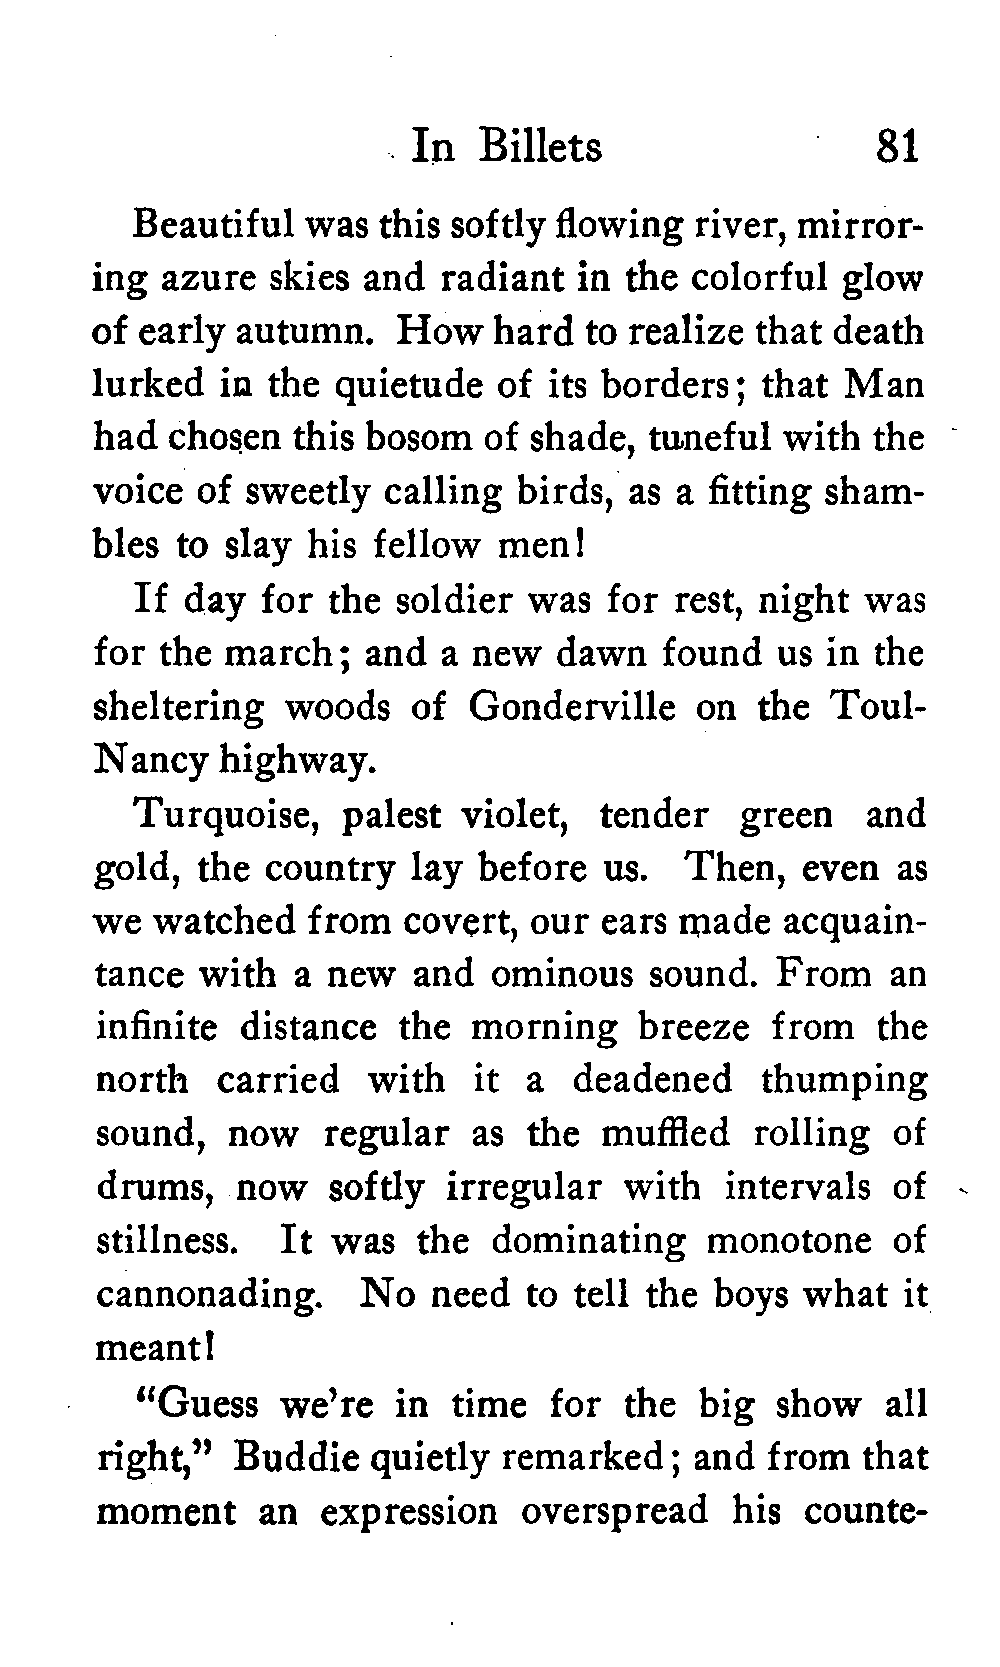 In Billets 81
Beautiful was this softly flowing river, mirror-
ing azure skies and radiant in the colorful glow
of early autumn. How hard to realize that death
lurked in the quietude of its borders; that Man
had chosen this bosom of shade, tuneful with the
voice of sweetly calling birds, as a fitting sham-
bles to slay his fellow men!
If day for the soldier was for rest, night was
for the march; and a new dawn found us in the
sheltering woods of Gonderville on the Toul-
Nancy highway.
Turquoise, palest violet, tender green and
gold, the country lay before us. Then, even as
we watched from covert, our ears made acquain-
tance with a new and ominous sound. From an
infinite distance the morning breeze from the
north carried with it a deadened thumping
sound, now regular as the muffled rolling of
drums, now softly irregular with intervals of
stillness. It was the dominating monotone of
cannonading. No need to tell the boys what it
meant!
"Guess we're in time for the big show all
right," Buddie quietly remarked; and from that
moment an expression overspread his counte-